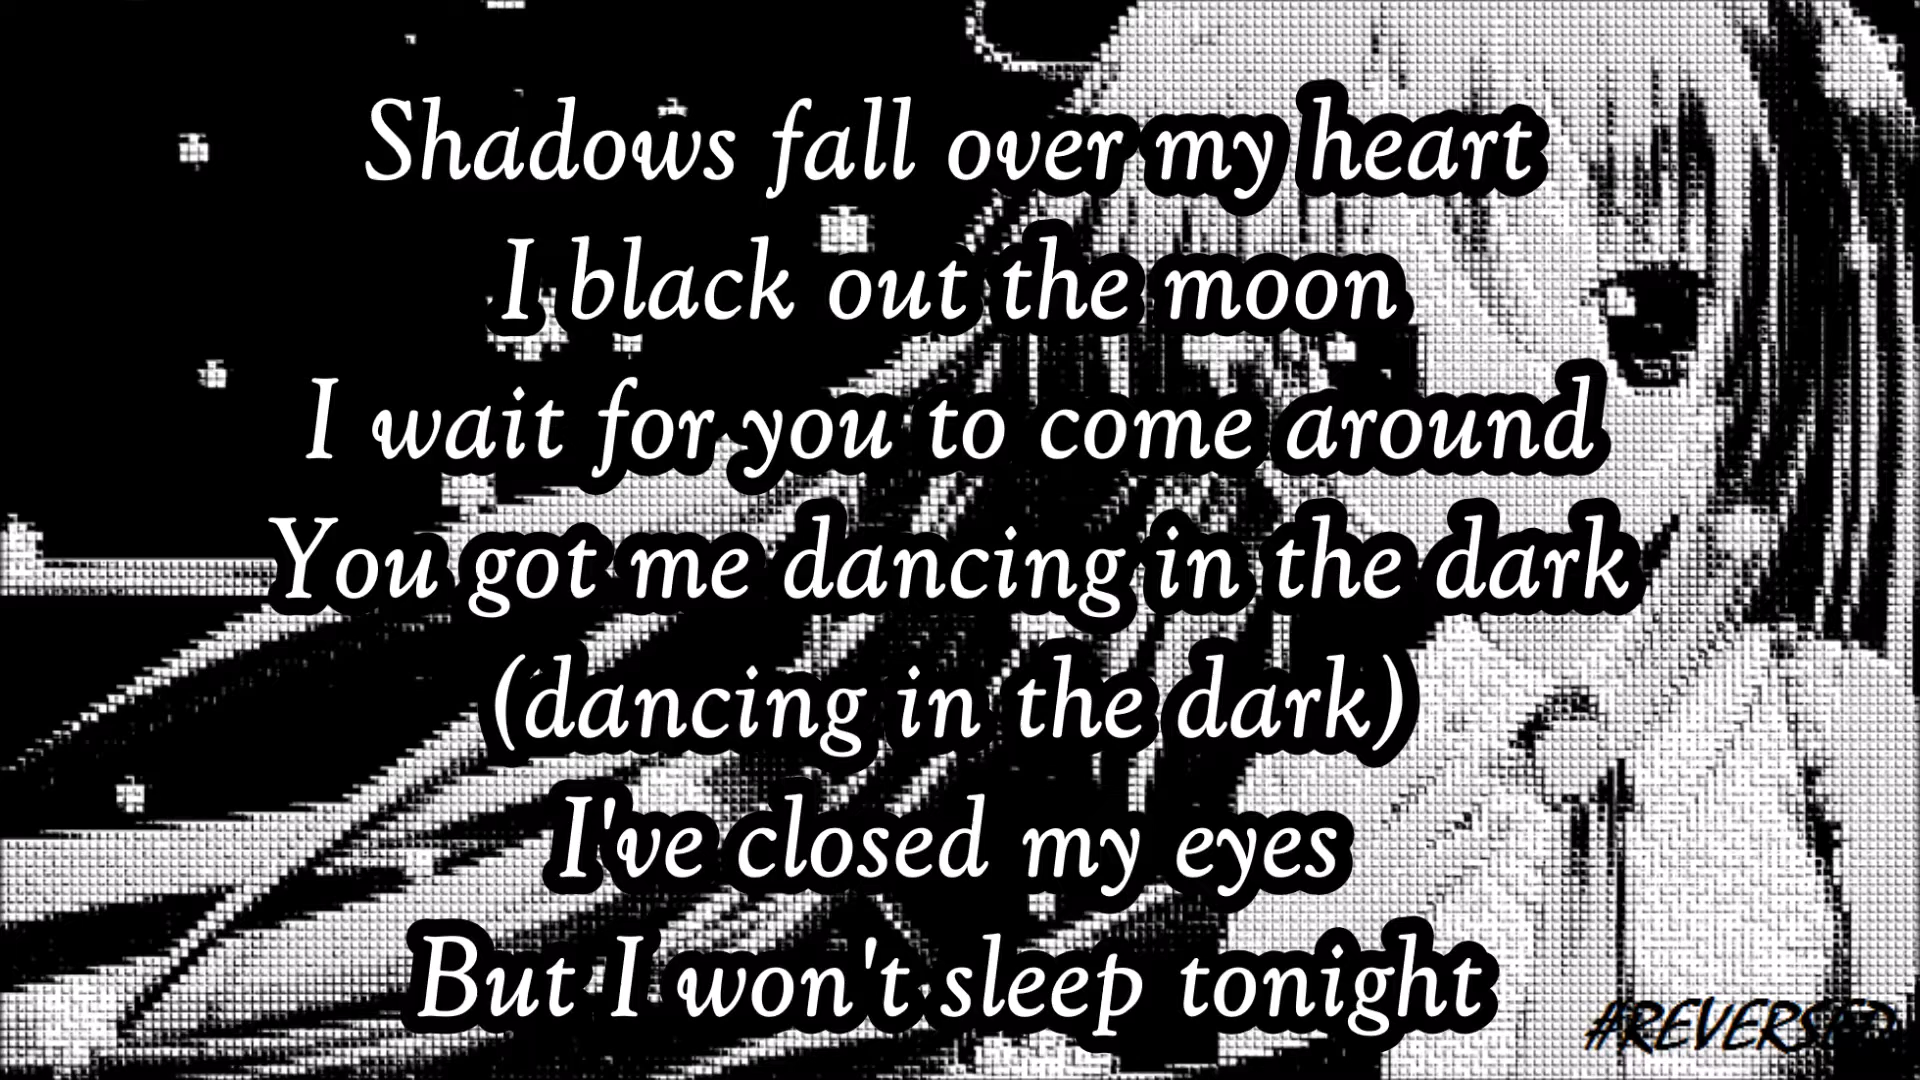 Shadows fall over my heart
I black out the moon
I wait for you to come around
You got me dancing in the dark
(dancing in the dark)
I've closed my eyes
But I won't sleep tonight
#REVERSED